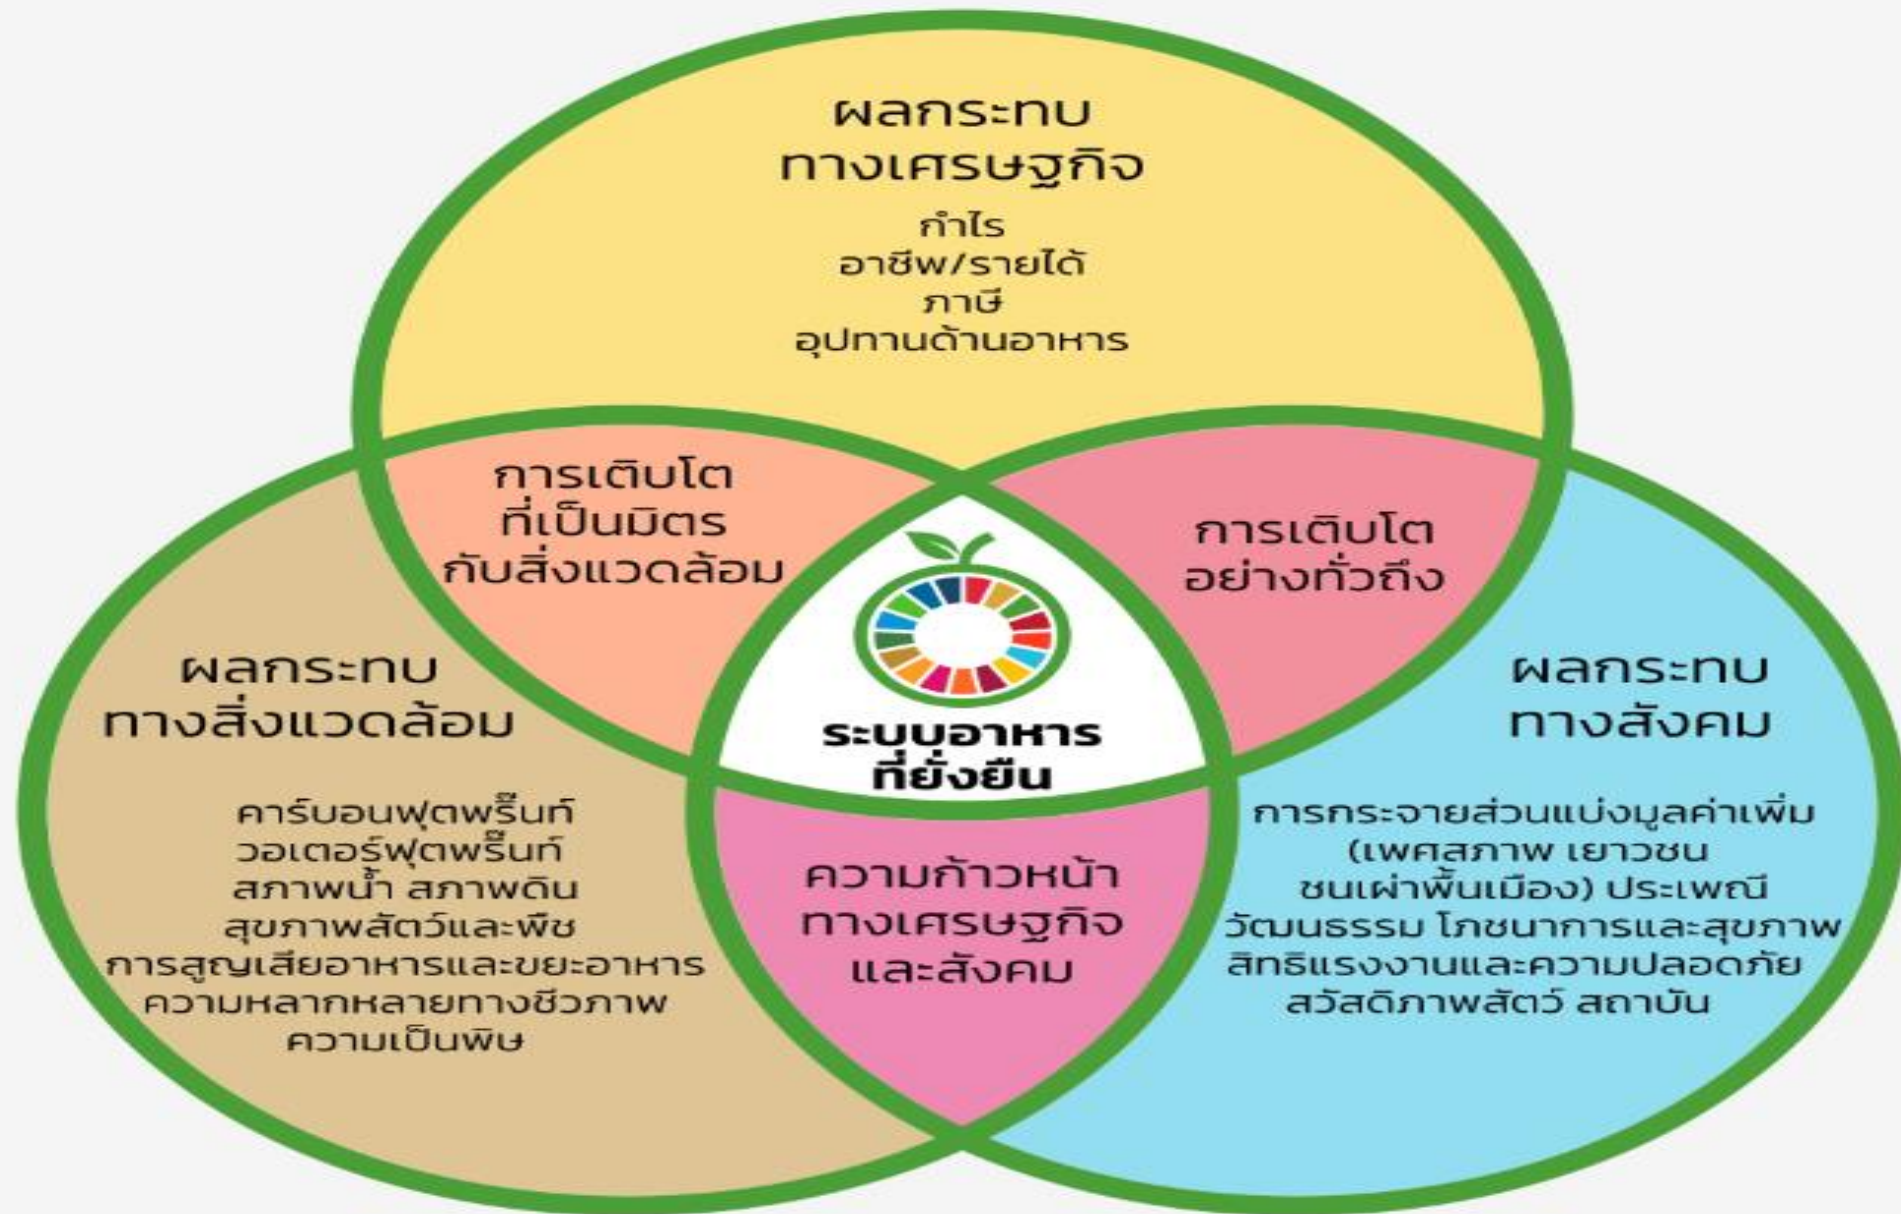 ผลกระทบ
ทางเศรษฐกิจ
กำไร
อาชีพ/รายได้
ภาษี
อุปทานด้านอาหาร
การเติบโต
ที่เป็นมิตร
กับสิ่งแวดล้อม
การเติบโต
อย่างทั่วถึง
ระบบอาหาร
ที่ยั่งยืน
ผลกระทบ
ทางสิ่งแวดล้อม
คาร์บอนฟุตพริ๊นท์
วอเตอร์ฟุตพริ๊นท์
สภาพน้ำ สภาพดิน
สุขภาพสัตว์และพืช
การสูญเสียอาหารและขยะอาหาร
ความหลากหลายทางชีวภาพ
ความเป็นพิษ
ความก้าวหน้า
ทางเศรษฐกิจ
และสังคม
ผลกระทบ
ทางสังคม
การกระจายส่วนแบ่งมูลค่าเพิ่ม
(เพศสภาพ เยาวชน
ชนเผ่าพื้นเมือง) ประเพณี
วัฒนธรรม โภชนาการและสุขภาพ
สิทธิแรงงานและความปลอดภัย
สวัสดิภาพสัตว์ สถาบัน